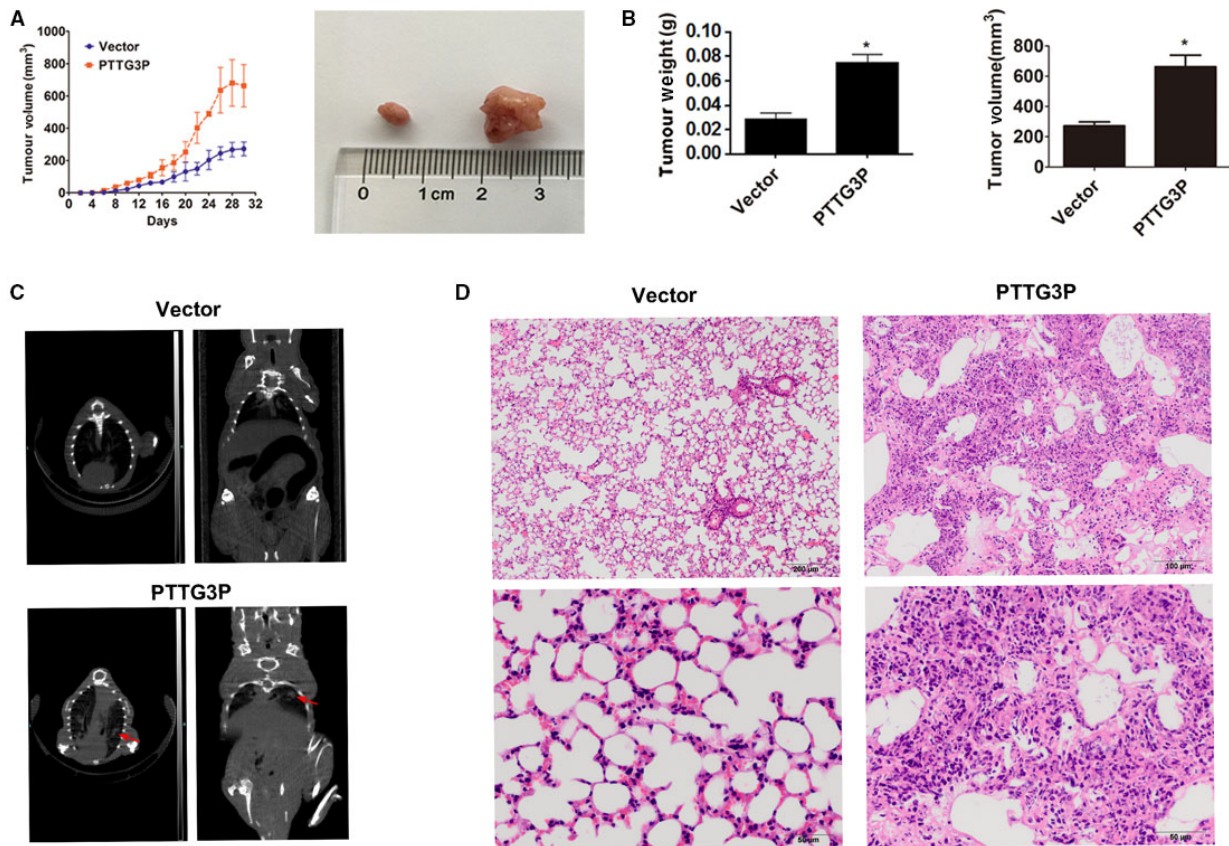 A
Tumour volume (mm³)
1000
800
600
400
200
0
Vector
PTTG3P
0 4 8 12 16 20 24 28 32
Days
0 1 cm 2 3
B
Tumour weight (g)
0.10
0.08
0.06
0.04
0.02
0.00
*
Vector
PTTG3P
Tumor volume(mm³)
800
600
400
200
0
*
Vector
PTTG3P
C
Vector
PTTG3P
D
Vector
PTTG3P
200 µm
100 µm
50 µm
50 µm